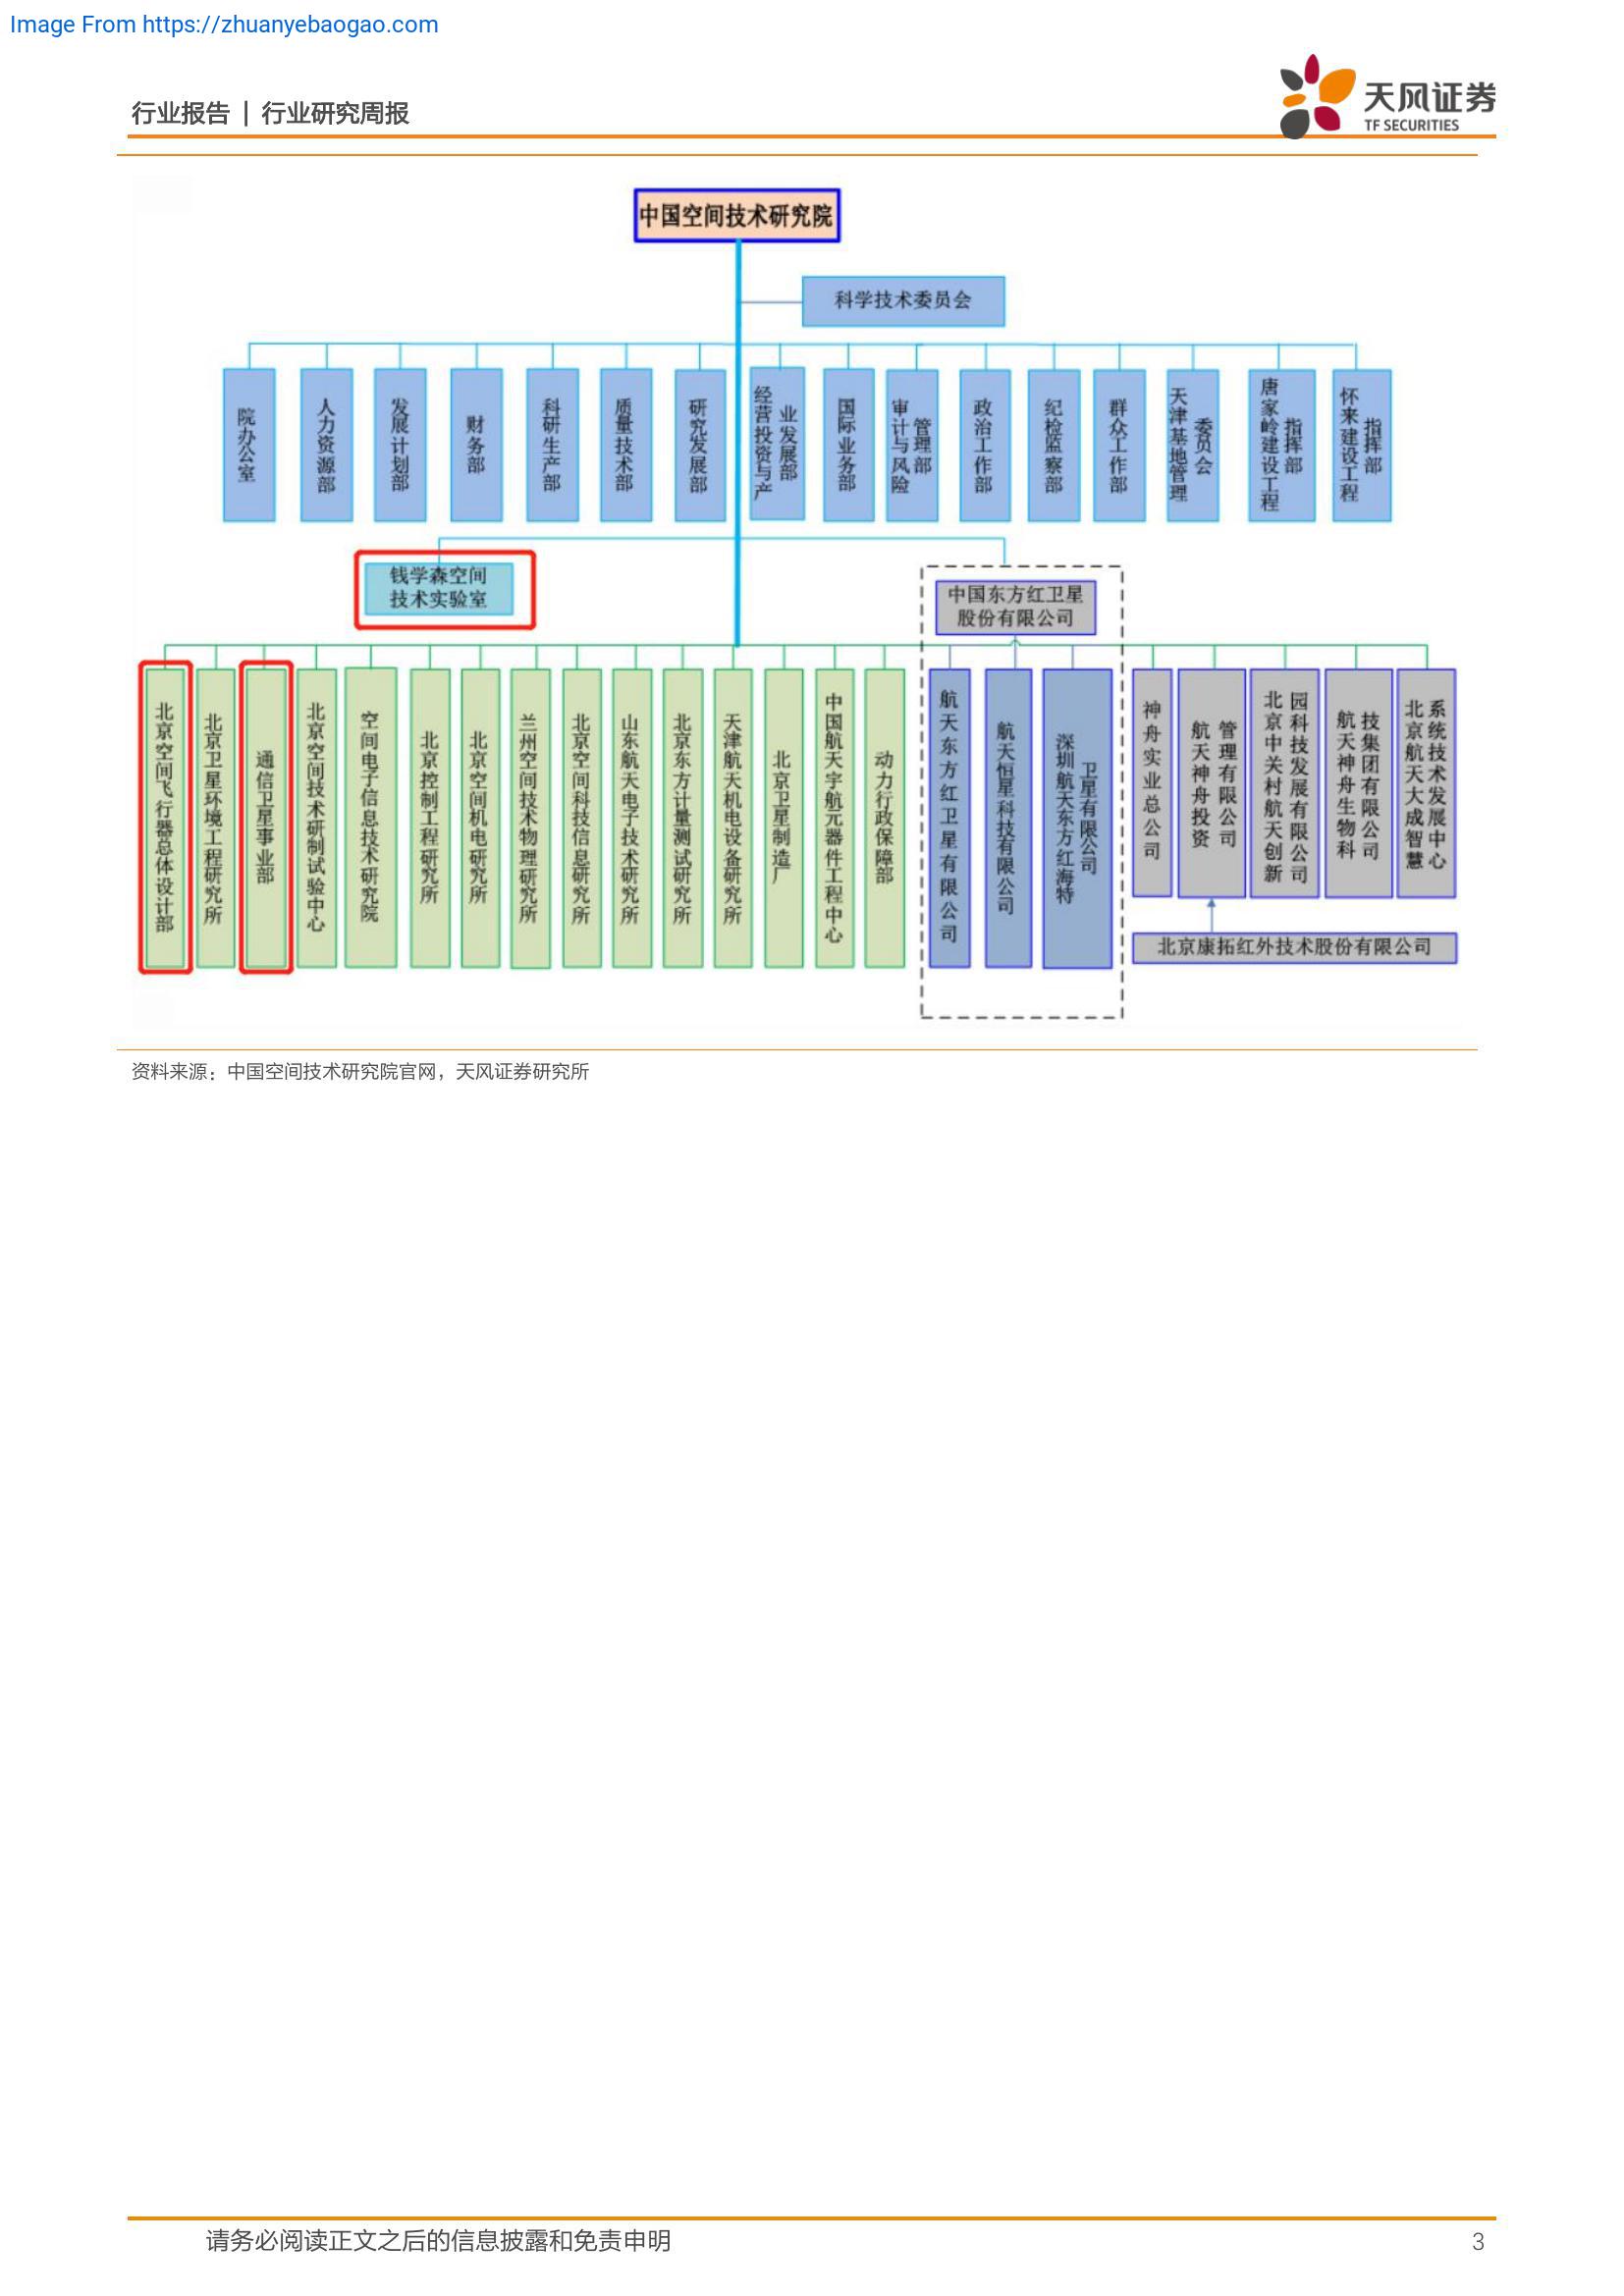 Image From https://zhuanyebaogao.com
行业报告 | 行业研究周报
天风证券
TF SECURITIES
中国空间技术研究院
科学技术委员会
院办公室
人力资源部
发展计划部
财务部
科研生产部
质量技术部
研究发展部
经营投资与产
业发展部
国际业务部
审计与风险
管理部
政治工作部
纪检监察部
群众工作部
天津基地管理
委员会
唐家岭建设工程
指挥部
怀来建设工程
指挥部
钱学森空间
技术实验室
中国东方红卫星
股份有限公司
北京空间飞行器总体设计部
北京卫星环境工程研究所
通信卫星事业部
北京空间技术研制试验中心
空间电子信息技术研究院
北京控制工程研究所
北京空间机电研究所
兰州空间技术物理研究所
北京空间科技信息研究所
山东航天电子技术研究所
北京东方计量测试研究所
天津航天机电设备研究所
北京卫星制造厂
中国航天宇航元器件工程中心
动力行政保障部
航天东方红卫星有限公司
航天恒星科技有限公司
深圳航天东方红海特
卫星有限公司
神舟实业总公司
航天神舟投资
管理有限公司
北京中关村航天创新
园科技发展有限公司
航天神舟生物科
技集团有限公司
北京航天大成智慧
系统技术发展中心
北京康拓红外技术股份有限公司
资料来源：中国空间技术研究院官网，天风证券研究所
请务必阅读正文之后的信息披露和免责申明
3